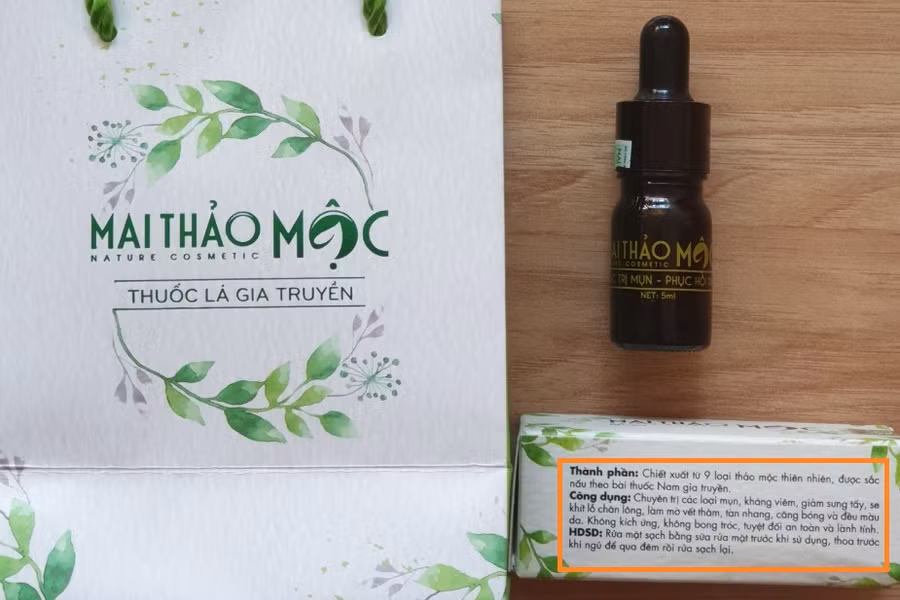 MAI THẢO MỘC
NATURE COSMETIC
THUỐC LÁ GIA TRUYỀN
MAI THẢO MỘC
COSMETIC
TRỊ MỤN - PHỤC HỒI
NET: 5ml
MAI THẢO MỘC
Thành phần: Chiết xuất từ 9 loại thảo mộc thiên nhiên, được sắc
nấu theo bài thuốc Nam gia truyền.
Công dụng: Chuyên trị các loại mụn, kháng viêm, giảm sưng tấy, se
khít lỗ chân lông, làm mờ vết thâm, tàn nhang, căng bóng và đều màu
da. Không kích ứng, không bong tróc, tuyệt đối an toàn và lành tính.
HDSD: Rửa mặt sạch bằng sữa rửa mặt trước khi sử dụng, thoa trước
khi ngủ để qua đêm rồi rửa sạch lại.